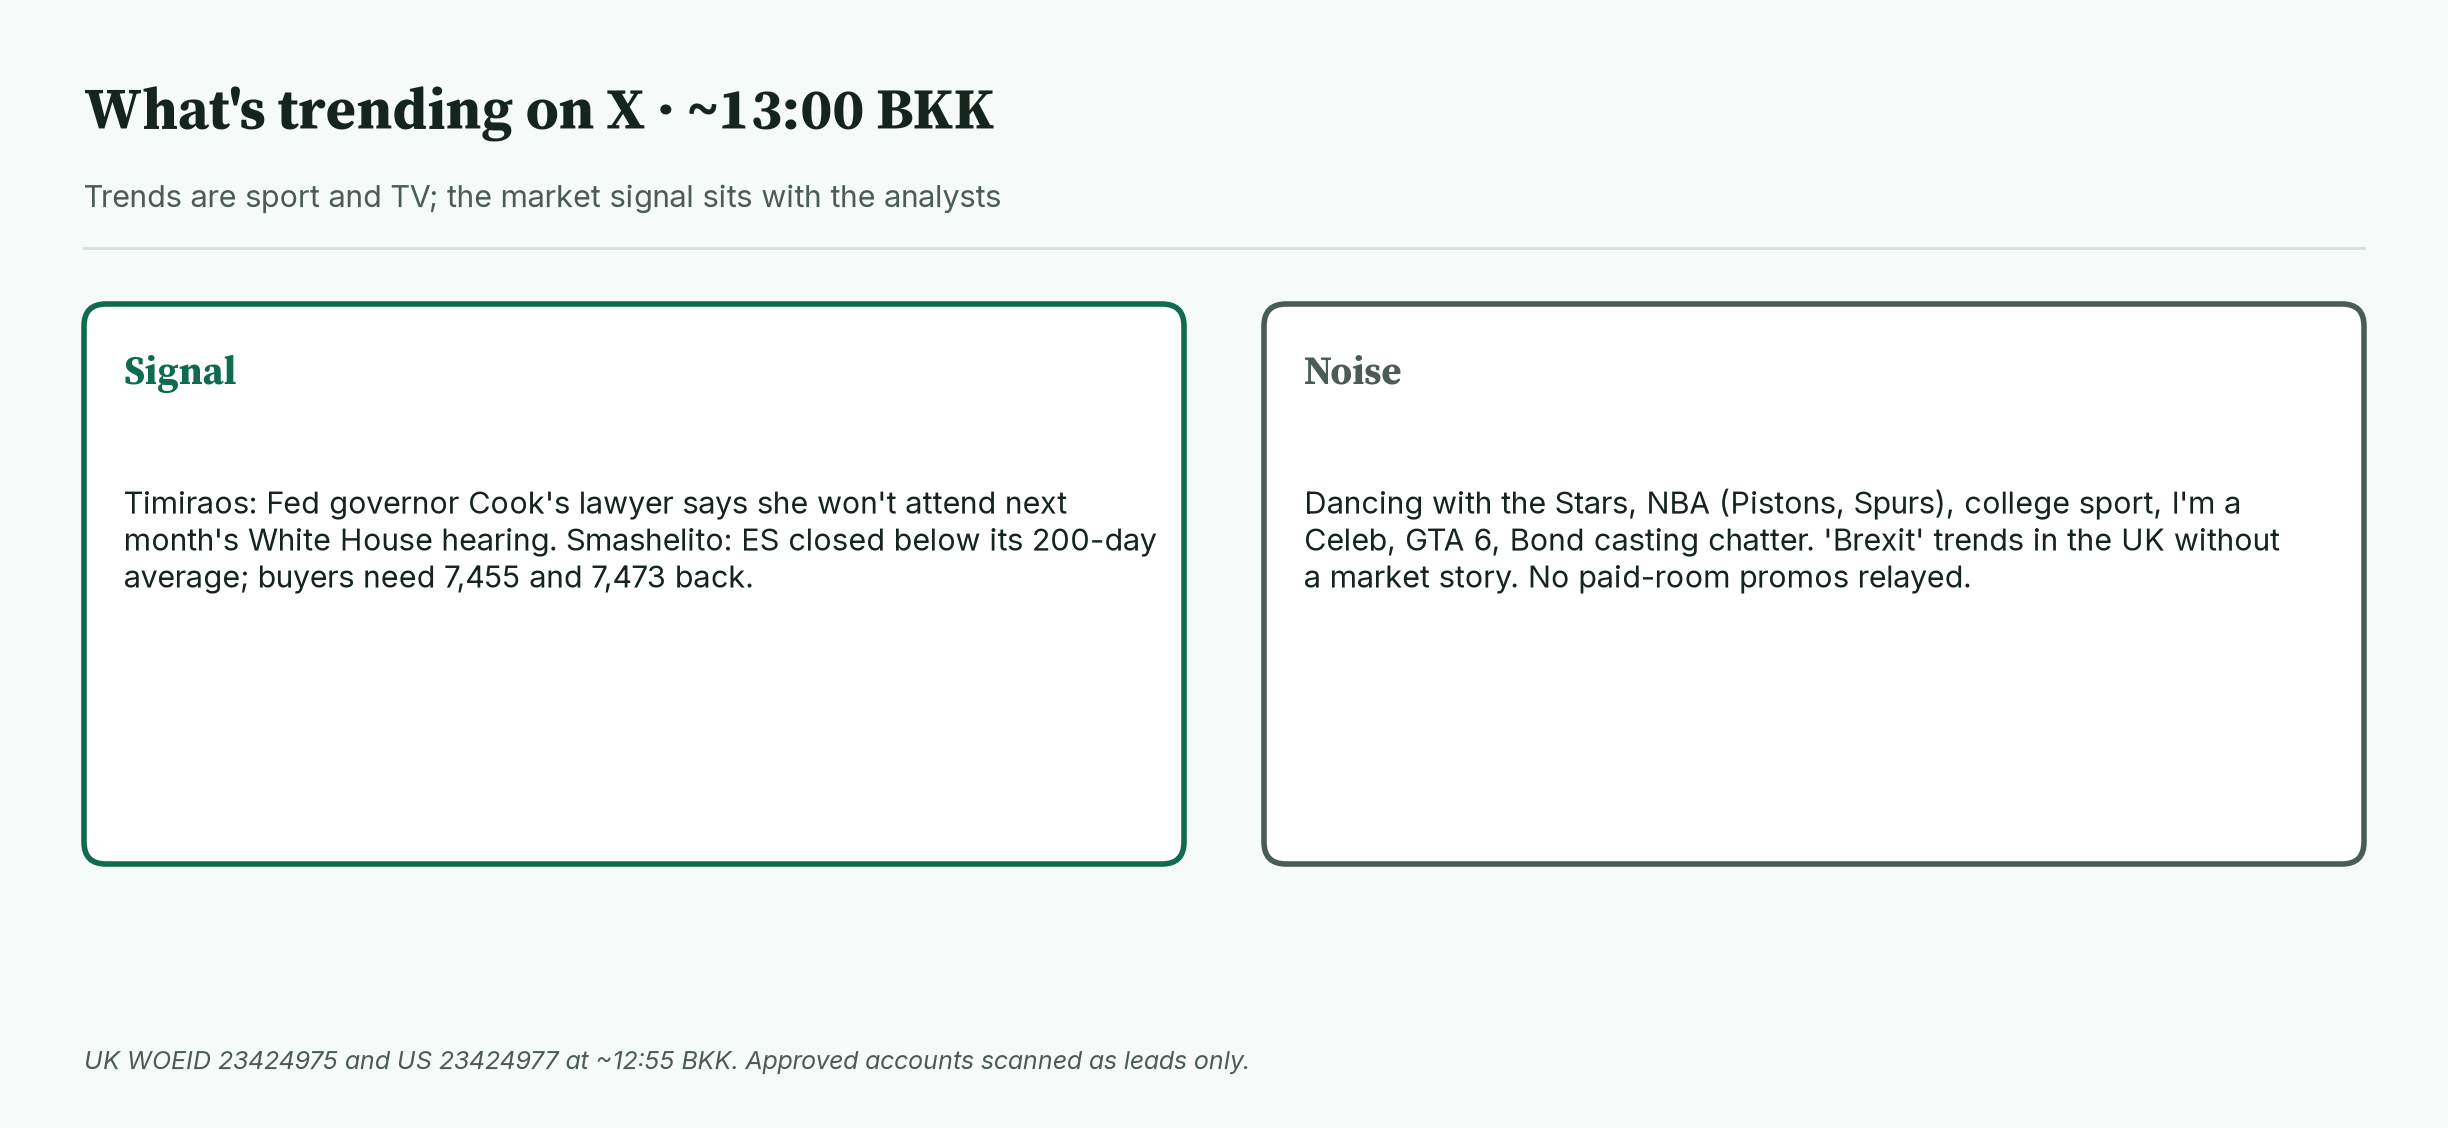 What's trending on X · ~13:00 BKK
Trends are sport and TV; the market signal sits with the analysts
Signal
Timiraos: Fed governor Cook's lawyer says she won't attend next
month's White House hearing. Smashelito: ES closed below its 200-day
average; buyers need 7,455 and 7,473 back.
Noise
Dancing with the Stars, NBA (Pistons, Spurs), college sport, I'm a
Celeb, GTA 6, Bond casting chatter. 'Brexit' trends in the UK without
a market story. No paid-room promos relayed.
UK WOEID 23424975 and US 23424977 at ~12:55 BKK. Approved accounts scanned as leads only.